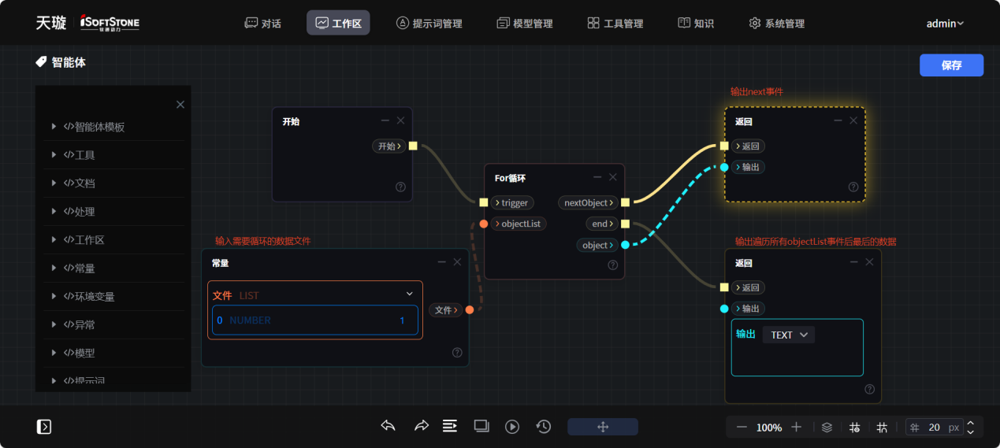 天璇 iSoftStone 软通动力
对话 工作区 提示词管理 模型管理 工具管理 知识 系统管理 admin
智能体
保存
</>智能体模板
</>工具
</>文档
</>处理
</>工作区
</>常量
</>环境变量
</>异常
</>模型
</>提示词
开始
开始
For循环
trigger nextObject
objectList end
object
输入需要循环的数据文件
常量
文件 LIST
0 NUMBER 1
文件
输出next事件
返回
返回
输出
输出遍历所有objectList事件后最后的数据
返回
返回
输出
输出 TEXT
100% 20 px